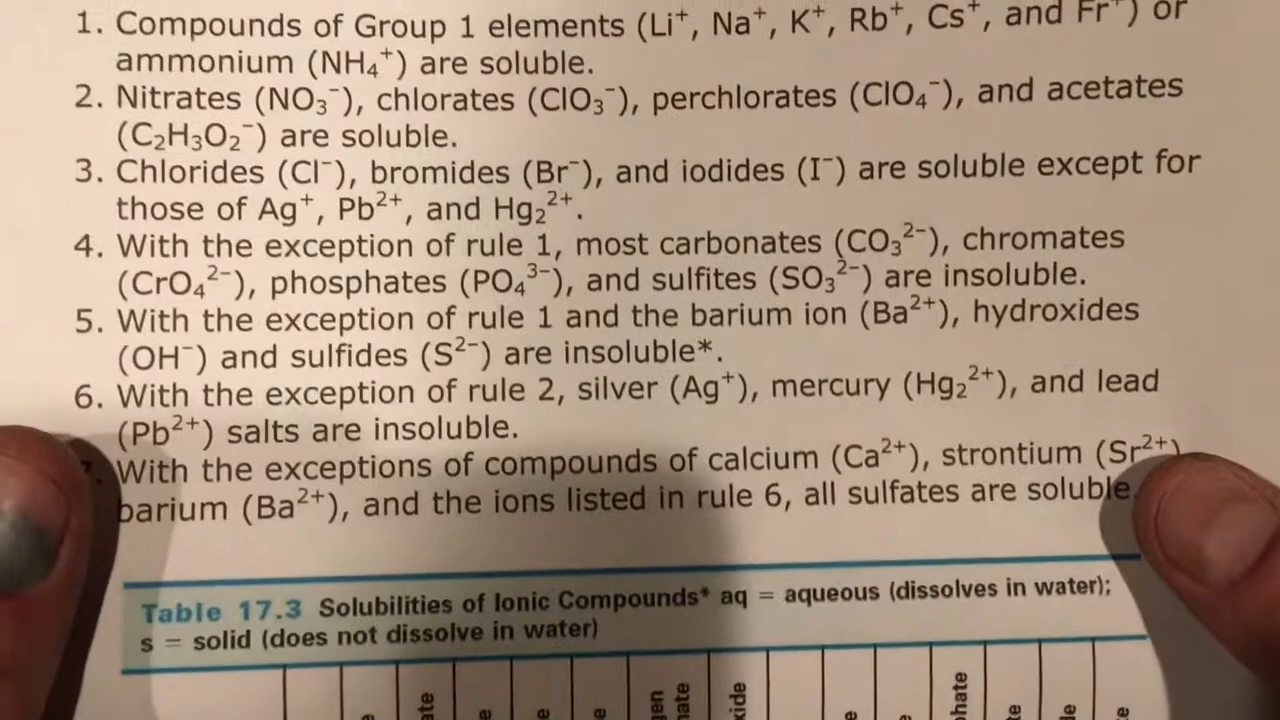 1. Compounds of Group 1 elements (Li⁺, Na⁺, K⁺, Rb⁺, Cs⁺, and Fr⁺) or
ammonium (NH₄⁺) are soluble.
2. Nitrates (NO₃⁻), chlorates (ClO₃⁻), perchlorates (ClO₄⁻), and acetates
(C₂H₃O₂⁻) are soluble.
3. Chlorides (Cl⁻), bromides (Br⁻), and iodides (I⁻) are soluble except for
those of Ag⁺, Pb²⁺, and Hg₂²⁺.
4. With the exception of rule 1, most carbonates (CO₃²⁻), chromates
(CrO₄²⁻), phosphates (PO₄³⁻), and sulfites (SO₃²⁻) are insoluble.
5. With the exception of rule 1 and the barium ion (Ba²⁺), hydroxides
(OH⁻) and sulfides (S²⁻) are insoluble*.
6. With the exception of rule 2, silver (Ag⁺), mercury (Hg₂²⁺), and lead
(Pb²⁺) salts are insoluble.
With the exceptions of compounds of calcium (Ca²⁺), strontium (Sr²⁺)
barium (Ba²⁺), and the ions listed in rule 6, all sulfates are soluble.
Table 17.3 Solubilities of Ionic Compounds* aq = aqueous (dissolves in water);
s = solid (does not dissolve in water)